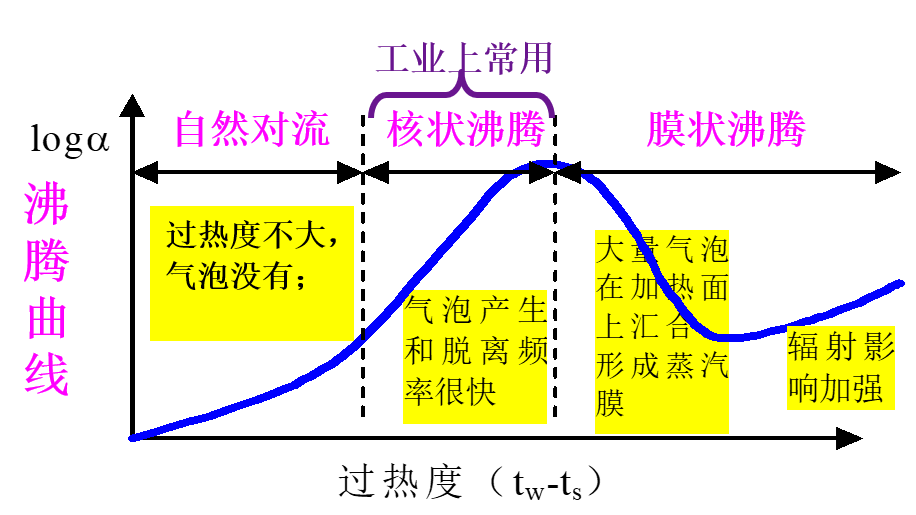 工业上常用
自然对流
核状沸腾
膜状沸腾
logα
沸腾曲线
过热度不大，
气泡没有；
气泡产生
和脱离频
率很快
大量气泡
在加热面
上汇合
形成蒸汽
膜
辐射影
响加强
过热度（tw-ts）